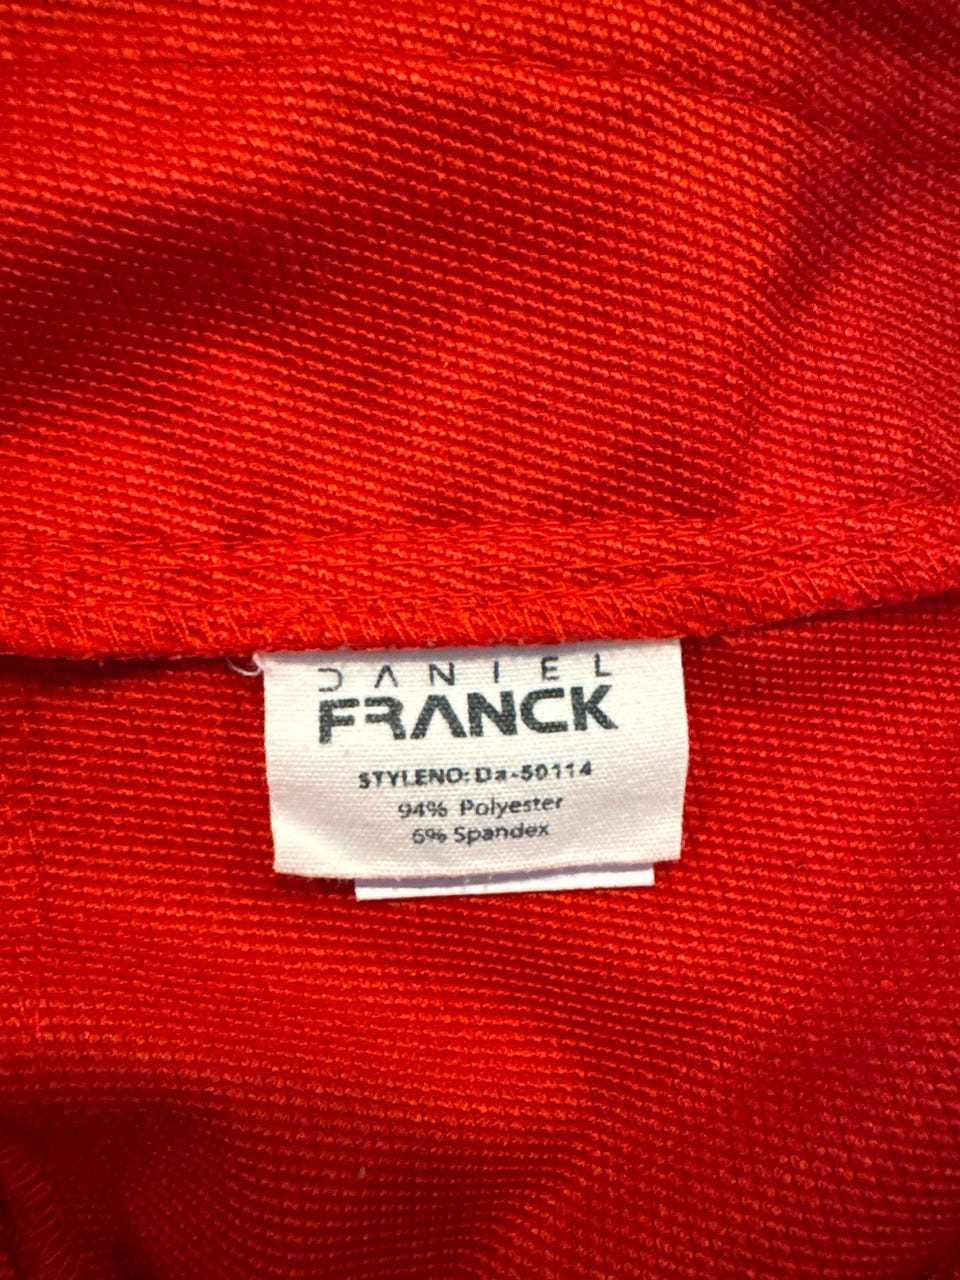 DANIEL
FRANCK
STYLENO: Da-50114
94% Polyester
6% Spandex